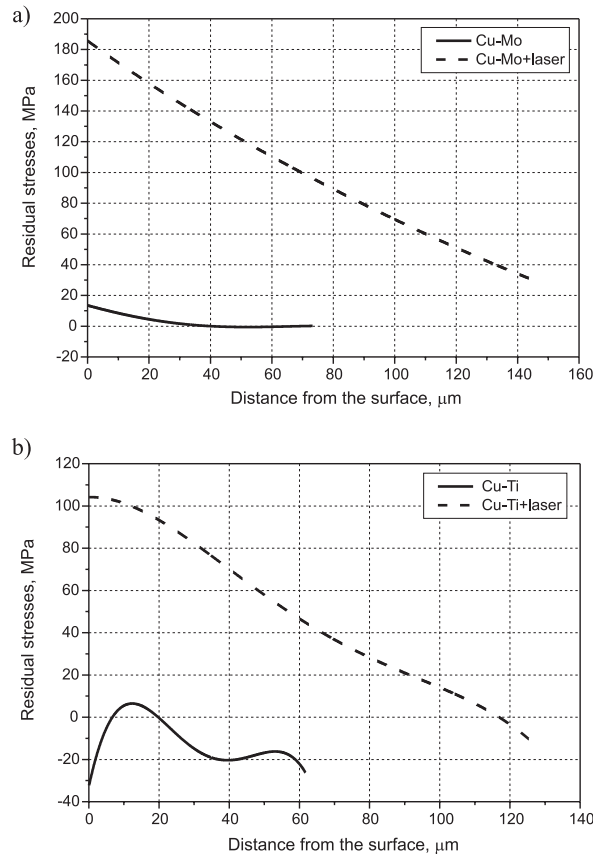 a)
200
180
160
140
120
100
80
60
40
20
0
-20
Residual stresses, MPa
Cu-Mo
Cu-Mo+laser
0 20 40 60 80 100 120 140 160
Distance from the surface, μm
b)
120
100
80
60
40
20
0
-20
-40
Residual stresses, MPa
Cu-Ti
Cu-Ti+laser
0 20 40 60 80 100 120 140
Distance from the surface, μm